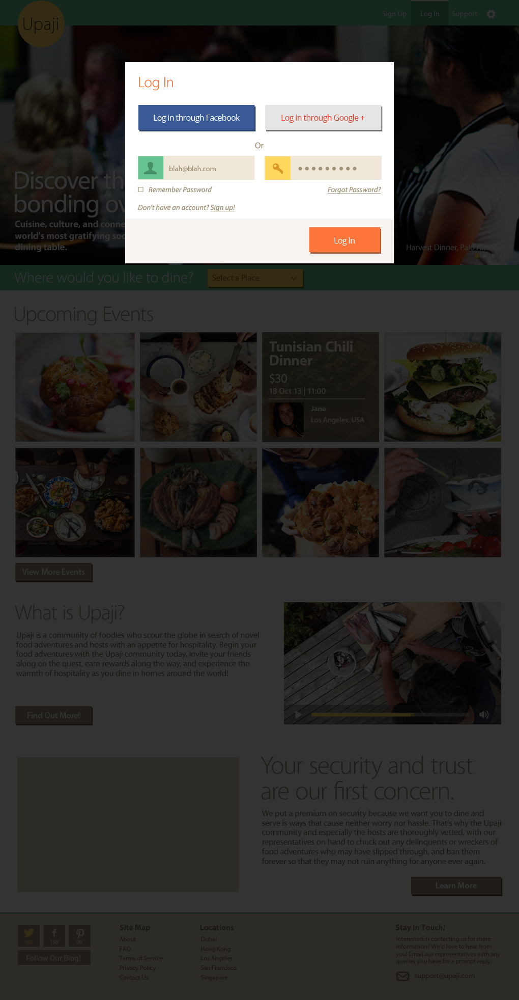 Upaji
Sign Up
Log In
Support
Log In
Log in through Facebook
Log in through Google +
Or
blah@blah.com
Remember Password
Forgot Password?
Don't have an account? Sign up!
Log In
Discover th
bonding ov
Cuisine, culture, and conne
world's most gratifying soc
dining table.
Harvest Dinner, Palo Alto
Where would you like to dine?
Select a Place
Upcoming Events
Tunisian Chili
Dinner
$30
18 Oct 13 | 11:00
Jane
Los Angeles, USA
View More Events
What is Upaji?
Upaji is a community of foodies who scour the globe in search of novel
food adventures and hosts with an appetite for hospitality. Begin your
food adventures with the Upaji community today, invite your friends
along on the quest, earn rewards along the way, and experience the
warmth of hospitality as you dine in homes around the world!
Find Out More!
Your security and trust
are our first concern.
We put a premium on security because we want you to dine and
serve is ways that cause neither worry nor hassle. That's why the Upaji
community and especially the hosts are thoroughly vetted, with our
representatives on hand to chuck out any delinquents or wreckers of
food adventures who may have slipped through, and ban them
forever so that they may not ruin anything for anyone ever again.
Learn More
102
156
90
Follow Our Blog!
Site Map
About
FAQ
Terms of Service
Privacy Policy
Contact Us
Locations
Dubai
Hong Kong
Los Angeles
San Francisco
Singapore
Stay In Touch!
Interested in contacting us for more
information? We'd love to hear from
you! Email our representatives with any
queries you have for a prompt reply.
support@upaji.com